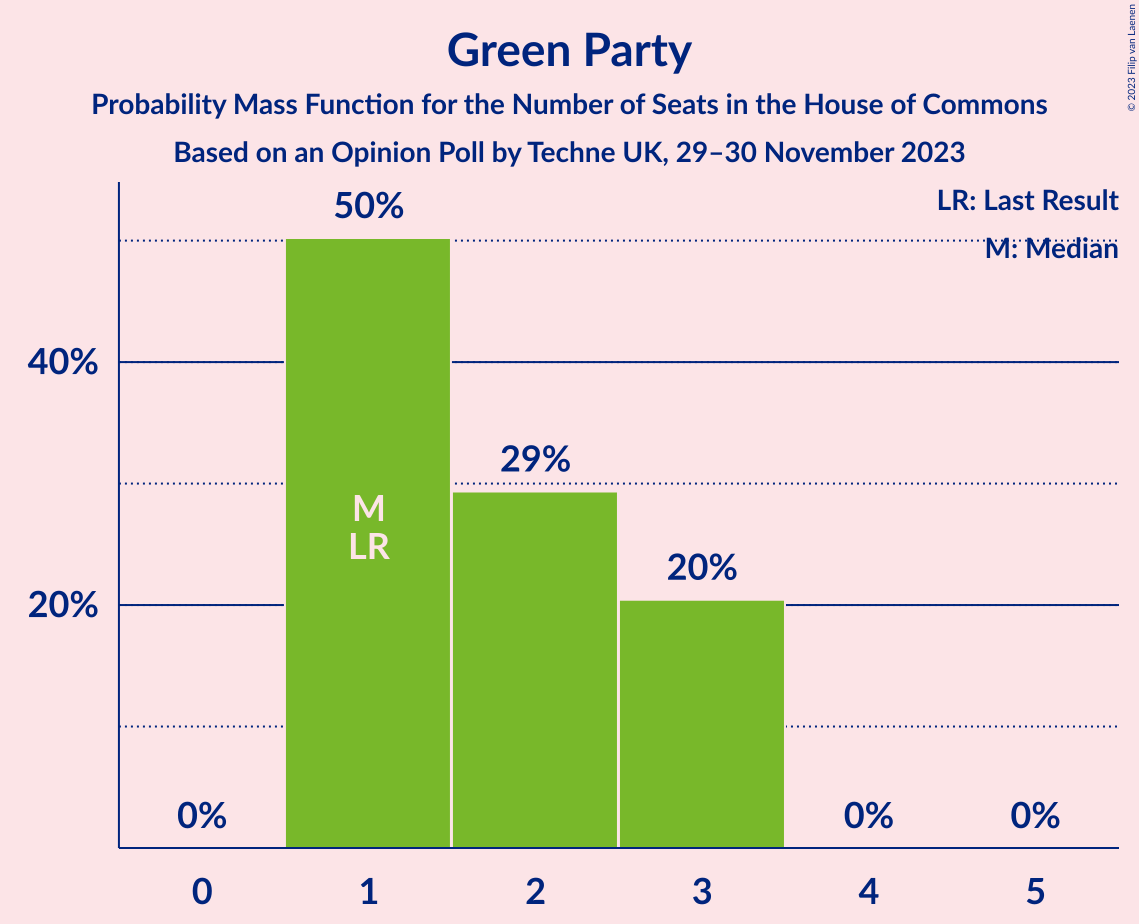 Green Party
Probability Mass Function for the Number of Seats in the House of Commons
Based on an Opinion Poll by Techne UK, 29–30 November 2023
© 2023 Filip van Laenen
LR: Last Result
M: Median
50%
40%
29%
M
LR
20%
20%
0%
0%
0%
0 1 2 3 4 5